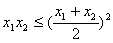 x₁x₂ ≤ ((x₁ + x₂)/2)²